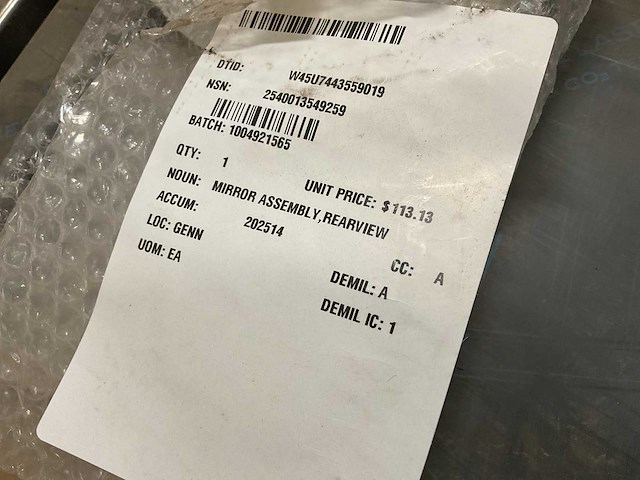 DTID: W45U7443559019
NSN: 2540013549259
BATCH: 1004921565
QTY: 1
UNIT PRICE: $113.13
NOUN: MIRROR ASSEMBLY,REARVIEW
ACCUM: 202514
LOC: GENN
CC: A
UOM: EA
DEMIL: A
DEMIL IC: 1
CO2